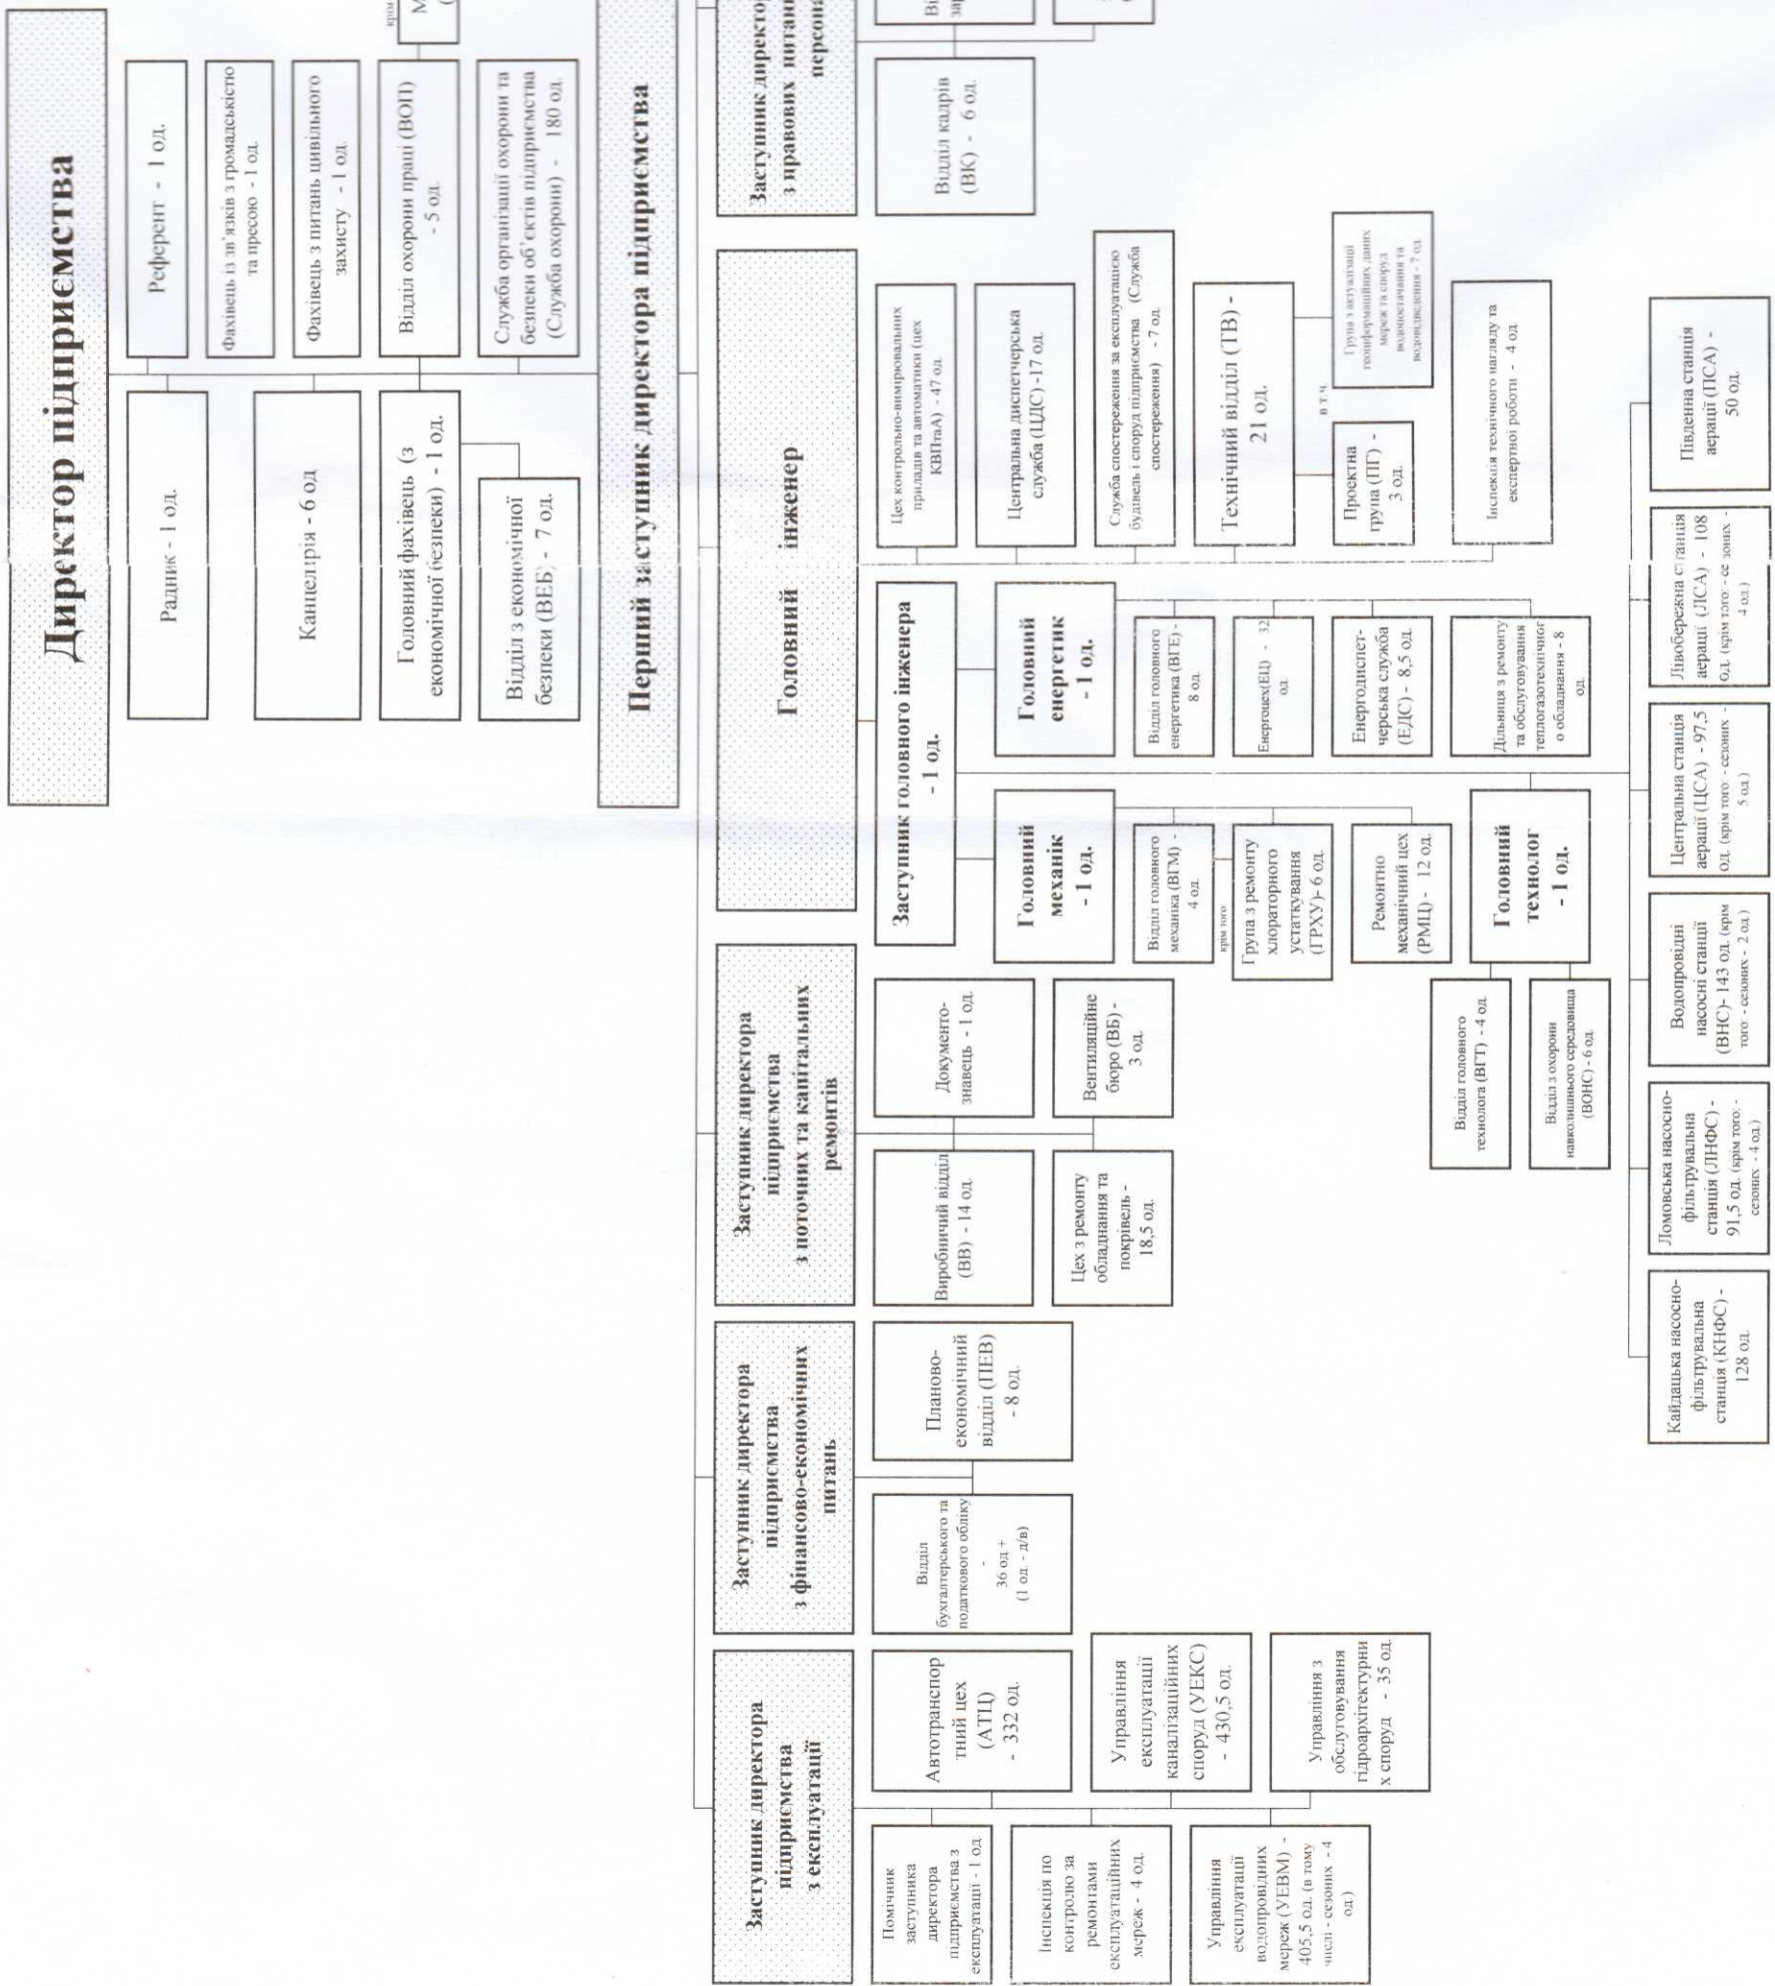 Директор підприємства
Радник - 1 од.
Референт - 1 од.
Фахівець із зв'язків з громадськістю
та пресою - 1 од.
Канцелярія - 6 од
Фахівець з питань цивільного
захисту - 1 од.
Головний фахівець (з
економічної безпеки) - 1 од.
крім
Відділ охорони праці (ВОП)
- 5 од.
Відділ з економічної
безпеки (ВЕБ) - 7 од.
Служба організації охорони та
безпеки об'єктів підприємства
(Служба охорони) - 180 од.
Перший заступник директора підприємства
Заступник директора
підприємства
з експлуатації
Помічник
заступника
директора
підприємства з
експлуатації - 1 од.
Автотранспор
тний цех
(АТЦ)
- 332 од.
Інспекція по
контролю за
ремонтами
експлуатаційних
мереж - 4 од.
Управління
експлуатації
каналізаційних
споруд (УЕКС)
- 430,5 од.
Управління
експлуатації
водопровідних
мереж (УЕВМ) -
405,5 од. (в тому
числі - сезоних - 4
од.)
Управління з
обслуговування
гідроархітектурни
х споруд - 35 од.
Заступник директора
підприємства
з фінансово-економічних
питань
Відділ
бухгалтерського та
податкового обліку
-
36 од +
(1 од. - д/в)
Планово-
економічний
відділ (ПЕВ)
- 8 од.
Заступник директора
підприємства
з поточних та капітальних
ремонтів
Виробничий відділ
(ВВ) - 14 од.
Документо-
знавець - 1 од.
Цех з ремонту
обладнання та
покрівель -
18,5 од.
Вентиляційне
бюро (ВБ) -
3 од.
Головний інженер
Заступник головного інженера
- 1 од.
Головний
механік
- 1 од.
Відділ головного
механіка (ВГМ) -
4 од.
крім того
Група з ремонту
хлораторного
устаткування
(ГРХУ)- 6 од.
Ремонтно
механічний цех
(РМЦ) - 12 од.
Головний
енергетик
- 1 од.
Відділ головного
енергетика (ВГЕ) -
8 од.
Енергоцех(ЕЦ) - 32
од.
Енергодиспет-
черська служба
(ЕДС) - 8,5 од.
Дільниця з ремонту
та обслуговування
теплогазотехнічног
о обладнання - 8
од.
Головний
технолог
- 1 од.
Відділ головного
технолога (ВГТ) - 4 од.
Відділ з охорони
навколишнього середовища
(ВОНС) - 6 од.
Цех контрольно-вимірювальних
приладів та автоматики (цех
КВПтаА) - 47 од.
Центральна диспетчерська
служба (ЦДС) -17 од.
Служба спостереження за експлуатацією
будівель і споруд підприємства (Служба
спостереження) - 7 од.
Технічний відділ (ТВ) -
21 од.
в т.ч.
Проектна
група (ПГ) -
3 од.
Група з актуалізації
геоінформаційних даних
мереж та споруд
водопостачання та
водовідведення - 7 од.
Інспекція технічного нагляду та
експертної роботи - 4 од.
Кайдацька насосно-
фільтрувальна
станція (КНФС) -
128 од.
Ломовська насосно-
фільтрувальна
станція (ЛНФС) -
91,5 од. (крім того: -
сезоних - 4 од.)
Водопровідні
насосні станції
(ВНС)- 143 од. (крім
того: - сезоних - 2 од.)
Центральна станція
аерації (ЦСА) - 97,5
од. (крім того: - сезоних -
5 од.)
Лівобережна станція
аерації (ЛСА) - 108
од. (крім того: - сезоних -
4 од.)
Південна станція
аерації (ПСА) -
50 од.
з правових
Відділ кадрів
(ВК) - 6 од.